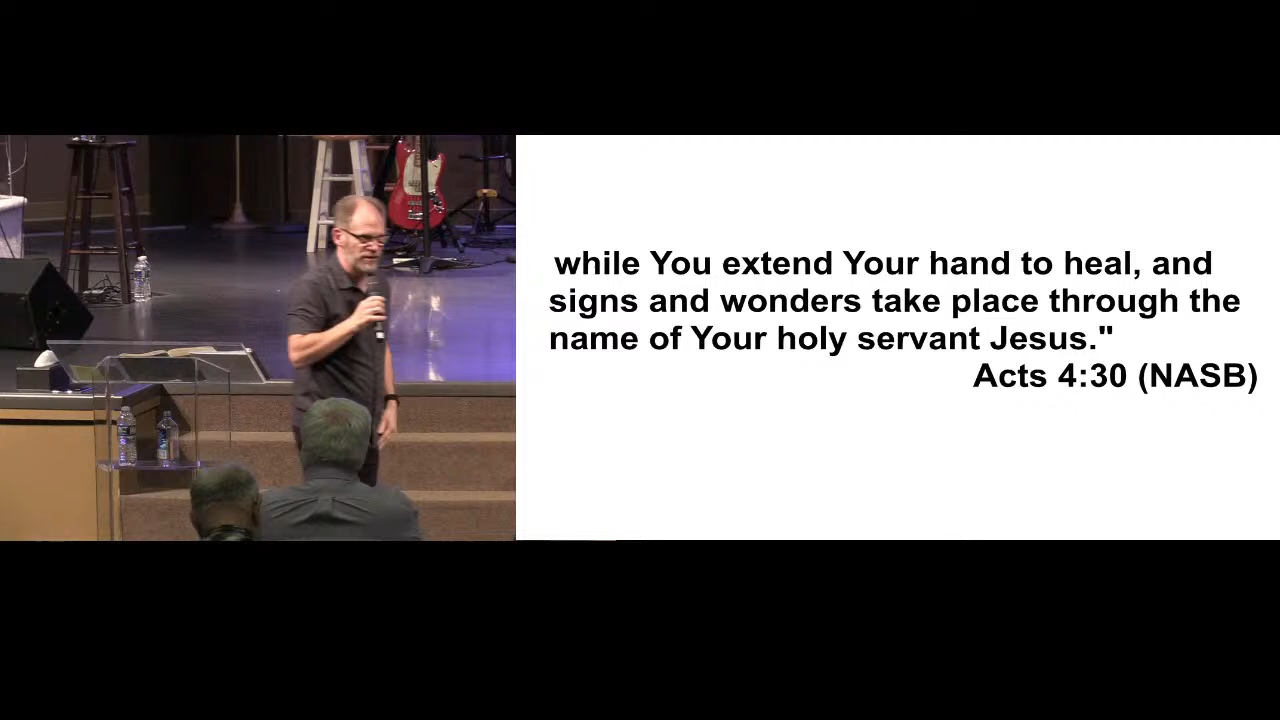 while You extend Your hand to heal, and
signs and wonders take place through the
name of Your holy servant Jesus."
Acts 4:30 (NASB)